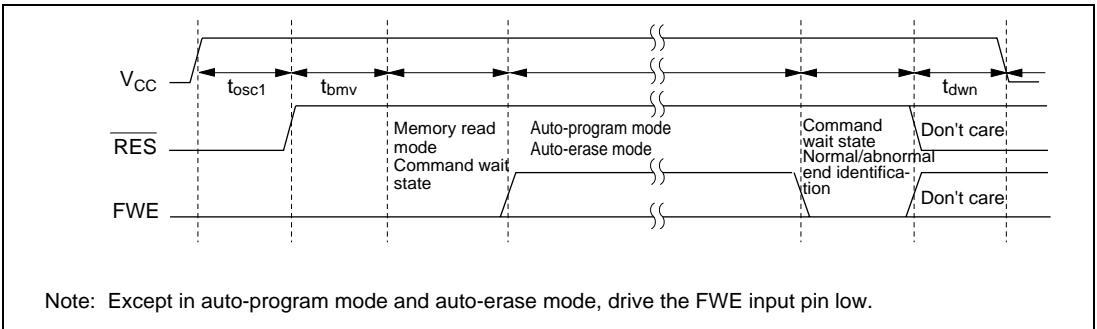 VCC
tosc1
tbmv
tdwn
RES
Memory read
mode
Command wait
state
Auto-program mode
Auto-erase mode
Command
wait state
Normal/abnormal
end identifica-
tion
Don't care
FWE
Don't care
Note: Except in auto-program mode and auto-erase mode, drive the FWE input pin low.